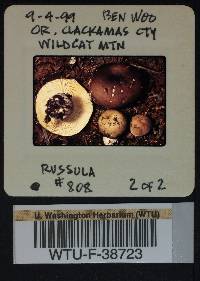 9-4-99 BEN WOO
OR. CLACKAMAS CTY
WILDCAT MTN
RUSSULA
# 808 2 of 2
U. Washington Herbarium (WTU)
WTU-F-38723